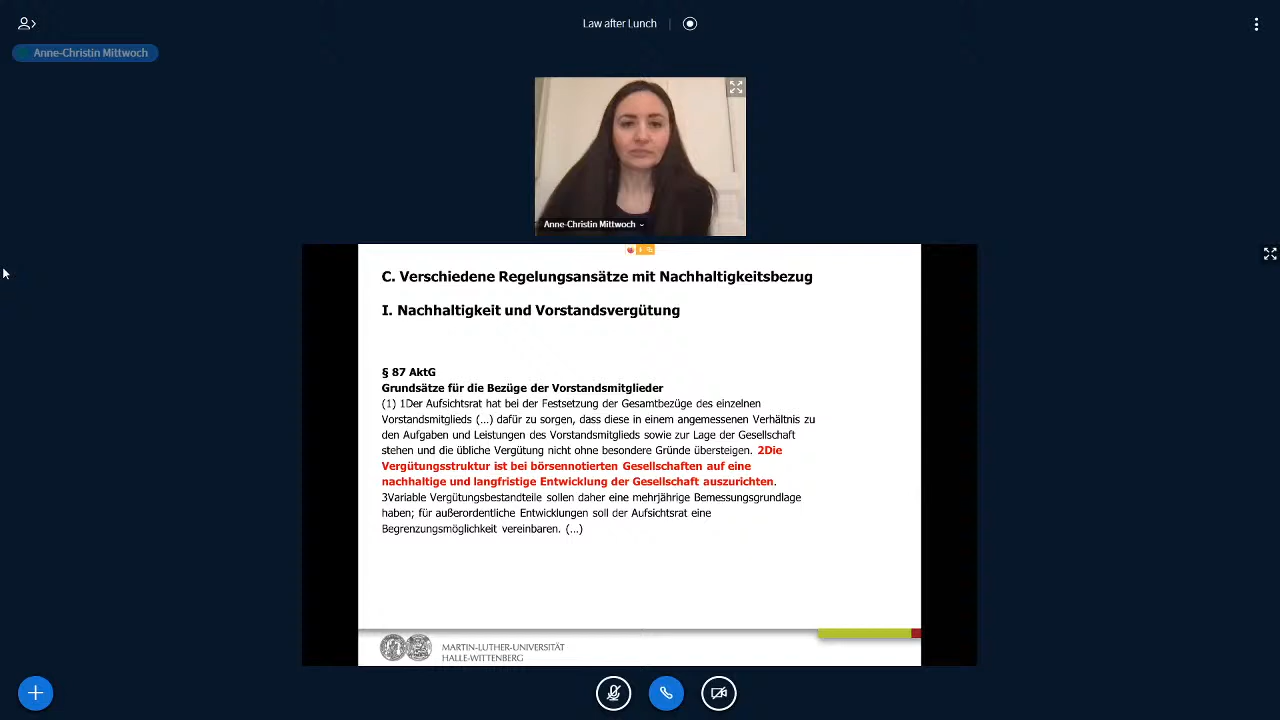 Law after Lunch
Anne-Christin Mittwoch
Anne-Christin Mittwoch
C. Verschiedene Regelungsansätze mit Nachhaltigkeitsbezug
I. Nachhaltigkeit und Vorstandsvergütung
§ 87 AktG
Grundsätze für die Bezüge der Vorstandsmitglieder
(1) 1Der Aufsichtsrat hat bei der Festsetzung der Gesamtbezüge des einzelnen
Vorstandsmitglieds (...) dafür zu sorgen, dass diese in einem angemessenen Verhältnis zu
den Aufgaben und Leistungen des Vorstandsmitglieds sowie zur Lage der Gesellschaft
stehen und die übliche Vergütung nicht ohne besondere Gründe übersteigen. 2Die
Vergütungsstruktur ist bei börsennotierten Gesellschaften auf eine
nachhaltige und langfristige Entwicklung der Gesellschaft auszurichten.
3Variable Vergütungsbestandteile sollen daher eine mehrjährige Bemessungsgrundlage
haben; für außerordentliche Entwicklungen soll der Aufsichtsrat eine
Begrenzungsmöglichkeit vereinbaren. (...)
MARTIN-LUTHER-UNIVERSITÄT
HALLE-WITTENBERG